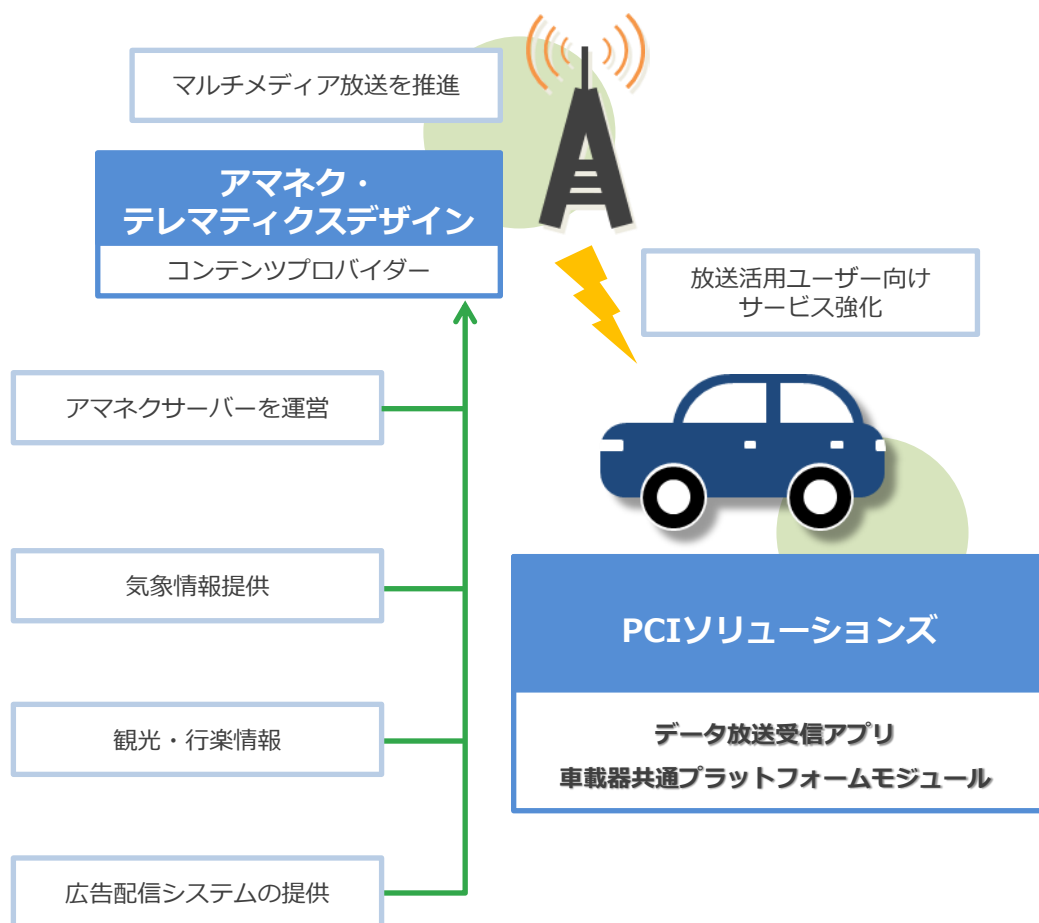 マルチメディア放送を推進
アマネク・
テレマティクスデザイン
コンテンツプロバイダー
放送活用ユーザー向け
サービス強化
アマネクサーバーを運営
気象情報提供
観光・行楽情報
広告配信システムの提供
PCIソリューションズ
データ放送受信アプリ
車載器共通プラットフォームモジュール